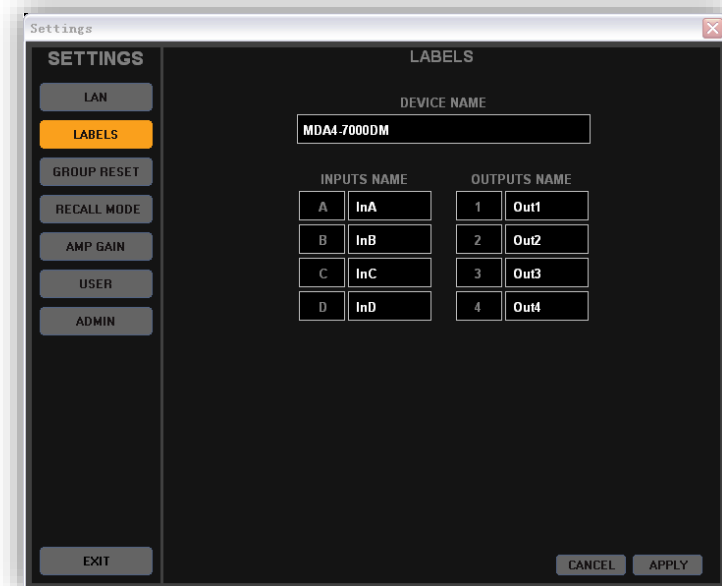 Settings
SETTINGS
LAN
LABELS
GROUP RESET
RECALL MODE
AMP GAIN
USER
ADMIN
EXIT
LABELS
DEVICE NAME
MDA4-7000DM
INPUTS NAME
A InA
B InB
C InC
D InD
OUTPUTS NAME
1 Out1
2 Out2
3 Out3
4 Out4
CANCEL APPLY